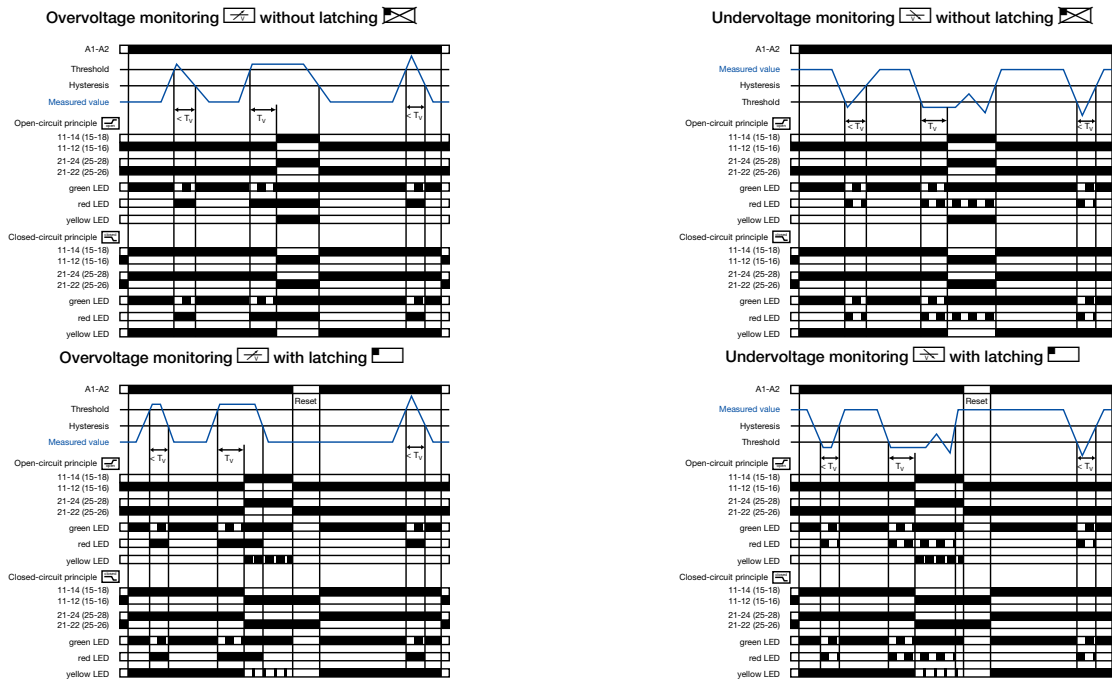 Overvoltage monitoring V without latching
A1-A2
Threshold
Hysteresis
Measured value
< Tv
Tv
< Tv
Open-circuit principle open
11-14 (15-18)
11-12 (15-16)
21-24 (25-28)
21-22 (25-26)
green LED
red LED
yellow LED
Closed-circuit principle closed
11-14 (15-18)
11-12 (15-16)
21-24 (25-28)
21-22 (25-26)
green LED
red LED
yellow LED
Undervoltage monitoring V without latching
A1-A2
Measured value
Hysteresis
Threshold
< Tv
Tv
< Tv
Open-circuit principle open
11-14 (15-18)
11-12 (15-16)
21-24 (25-28)
21-22 (25-26)
green LED
red LED
yellow LED
Closed-circuit principle closed
11-14 (15-18)
11-12 (15-16)
21-24 (25-28)
21-22 (25-26)
green LED
red LED
yellow LED
Overvoltage monitoring V with latching
A1-A2
Reset
Threshold
Hysteresis
Measured value
< Tv
Tv
< Tv
Open-circuit principle open
11-14 (15-18)
11-12 (15-16)
21-24 (25-28)
21-22 (25-26)
green LED
red LED
yellow LED
Closed-circuit principle closed
11-14 (15-18)
11-12 (15-16)
21-24 (25-28)
21-22 (25-26)
green LED
red LED
yellow LED
Undervoltage monitoring V with latching
A1-A2
Reset
Measured value
Hysteresis
Threshold
< Tv
Tv
< Tv
Open-circuit principle open
11-14 (15-18)
11-12 (15-16)
21-24 (25-28)
21-22 (25-26)
green LED
red LED
yellow LED
Closed-circuit principle closed
11-14 (15-18)
11-12 (15-16)
21-24 (25-28)
21-22 (25-26)
green LED
red LED
yellow LED